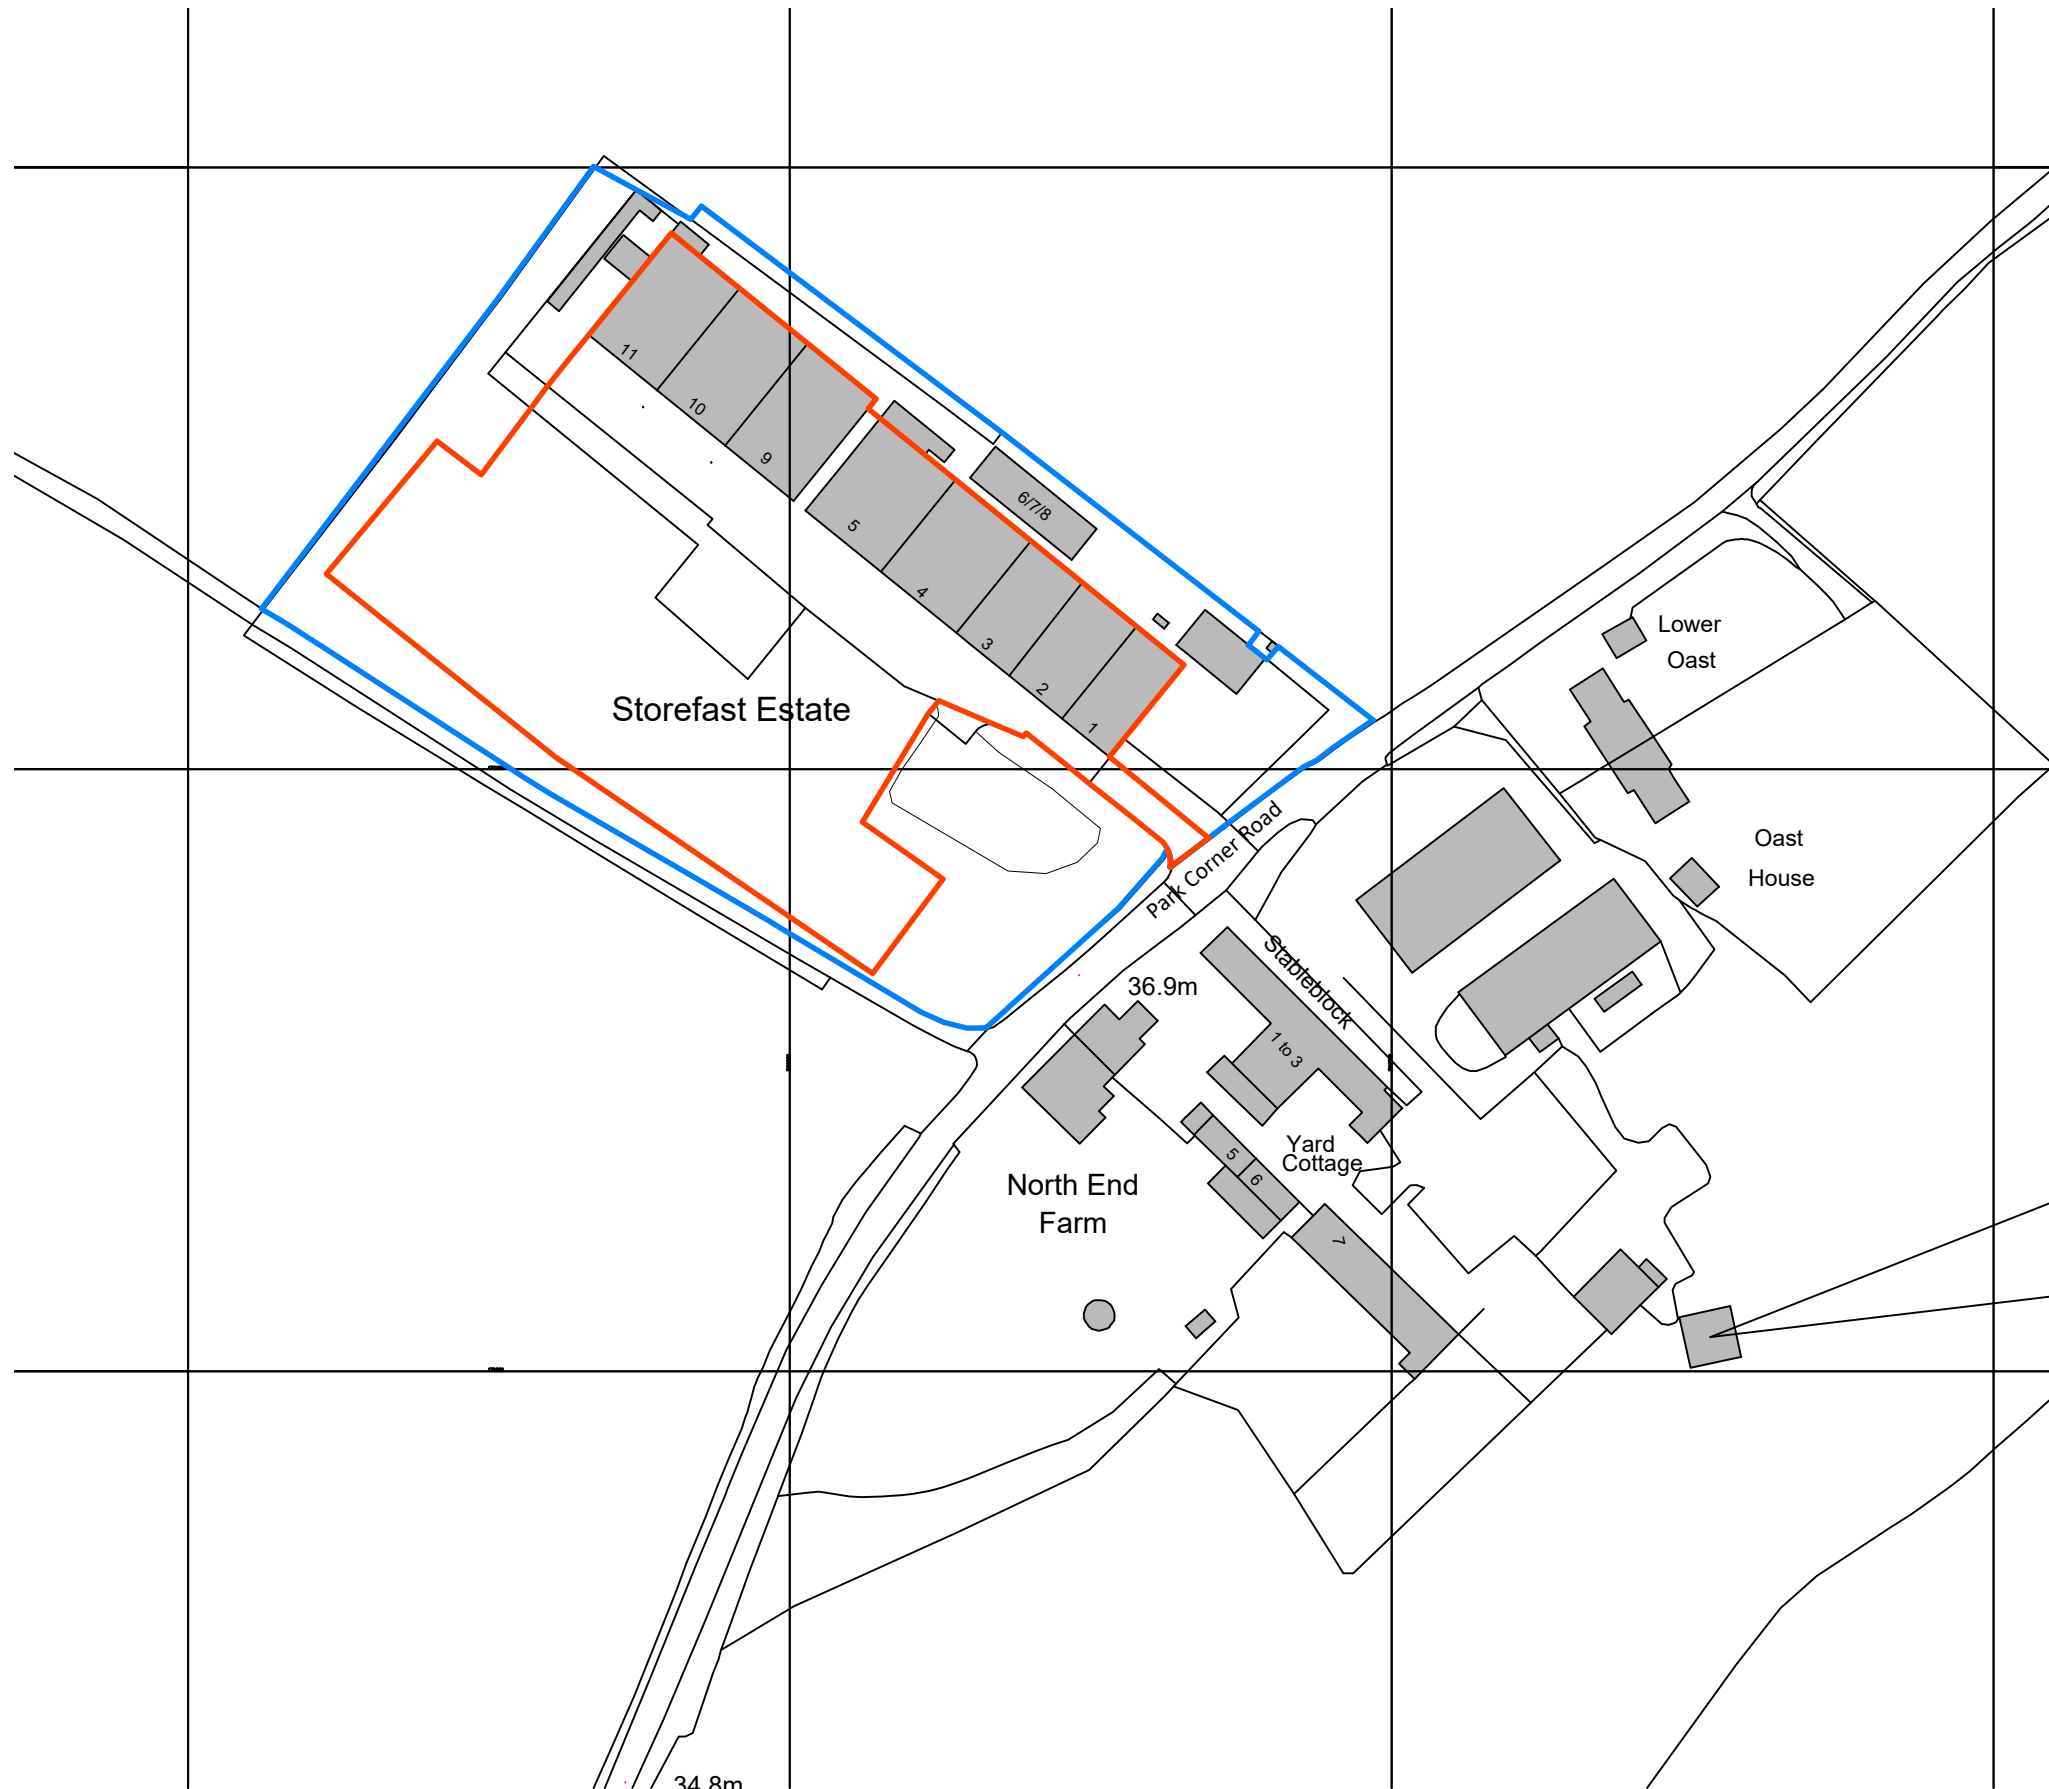 11
10
9
6/7/8
5
4
3
2
1
Storefast Estate
Lower
Oast
Oast
House
Park Corner Road
Stableblock
36.9m
1 to 3
Yard
Cottage
5
6
North End
Farm
7
34.8m